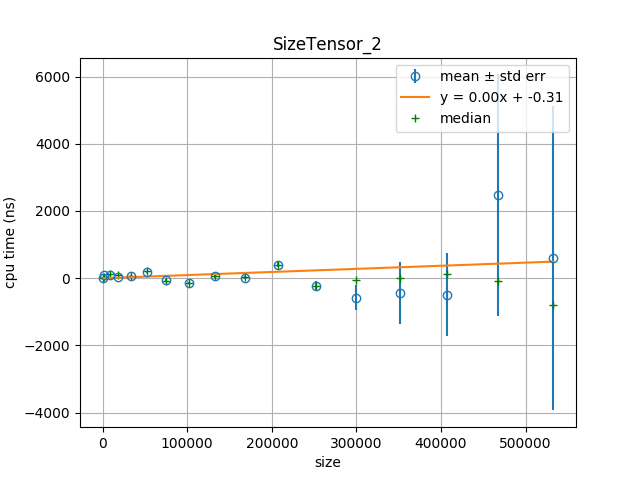 SizeTensor_2
mean ± std err
y = 0.00x + -0.31
median
6000
4000
2000
0
−2000
−4000
cpu time (ns)
0 100000 200000 300000 400000 500000
size